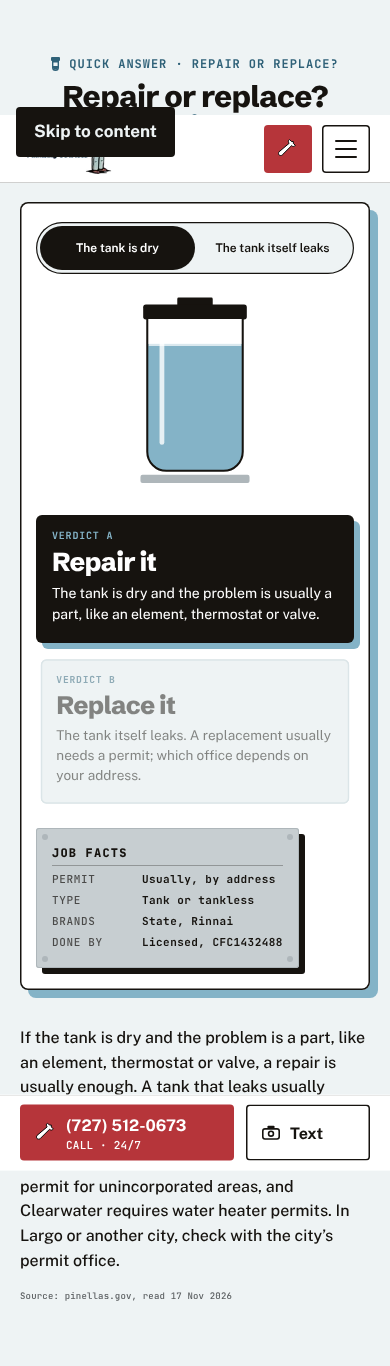 QUICK ANSWER · REPAIR OR REPLACE?
Repair or replace?
Skip to content
The tank is dry
The tank itself leaks
VERDICT A
Repair it
The tank is dry and the problem is usually a
part, like an element, thermostat or valve.
VERDICT B
Replace it
The tank itself leaks. A replacement usually
needs a permit; which office depends on
your address.
JOB FACTS
PERMIT Usually, by address
TYPE Tank or tankless
BRANDS State, Rinnai
DONE BY Licensed, CFC1432488
If the tank is dry and the problem is a part, like
an element, thermostat or valve, a repair is
usually enough. A tank that leaks usually
(727) 512-0673
CALL · 24/7
Text
permit for unincorporated areas, and
Clearwater requires water heater permits. In
Largo or another city, check with the city’s
permit office.
Source: pinellas.gov, read 17 Nov 2026